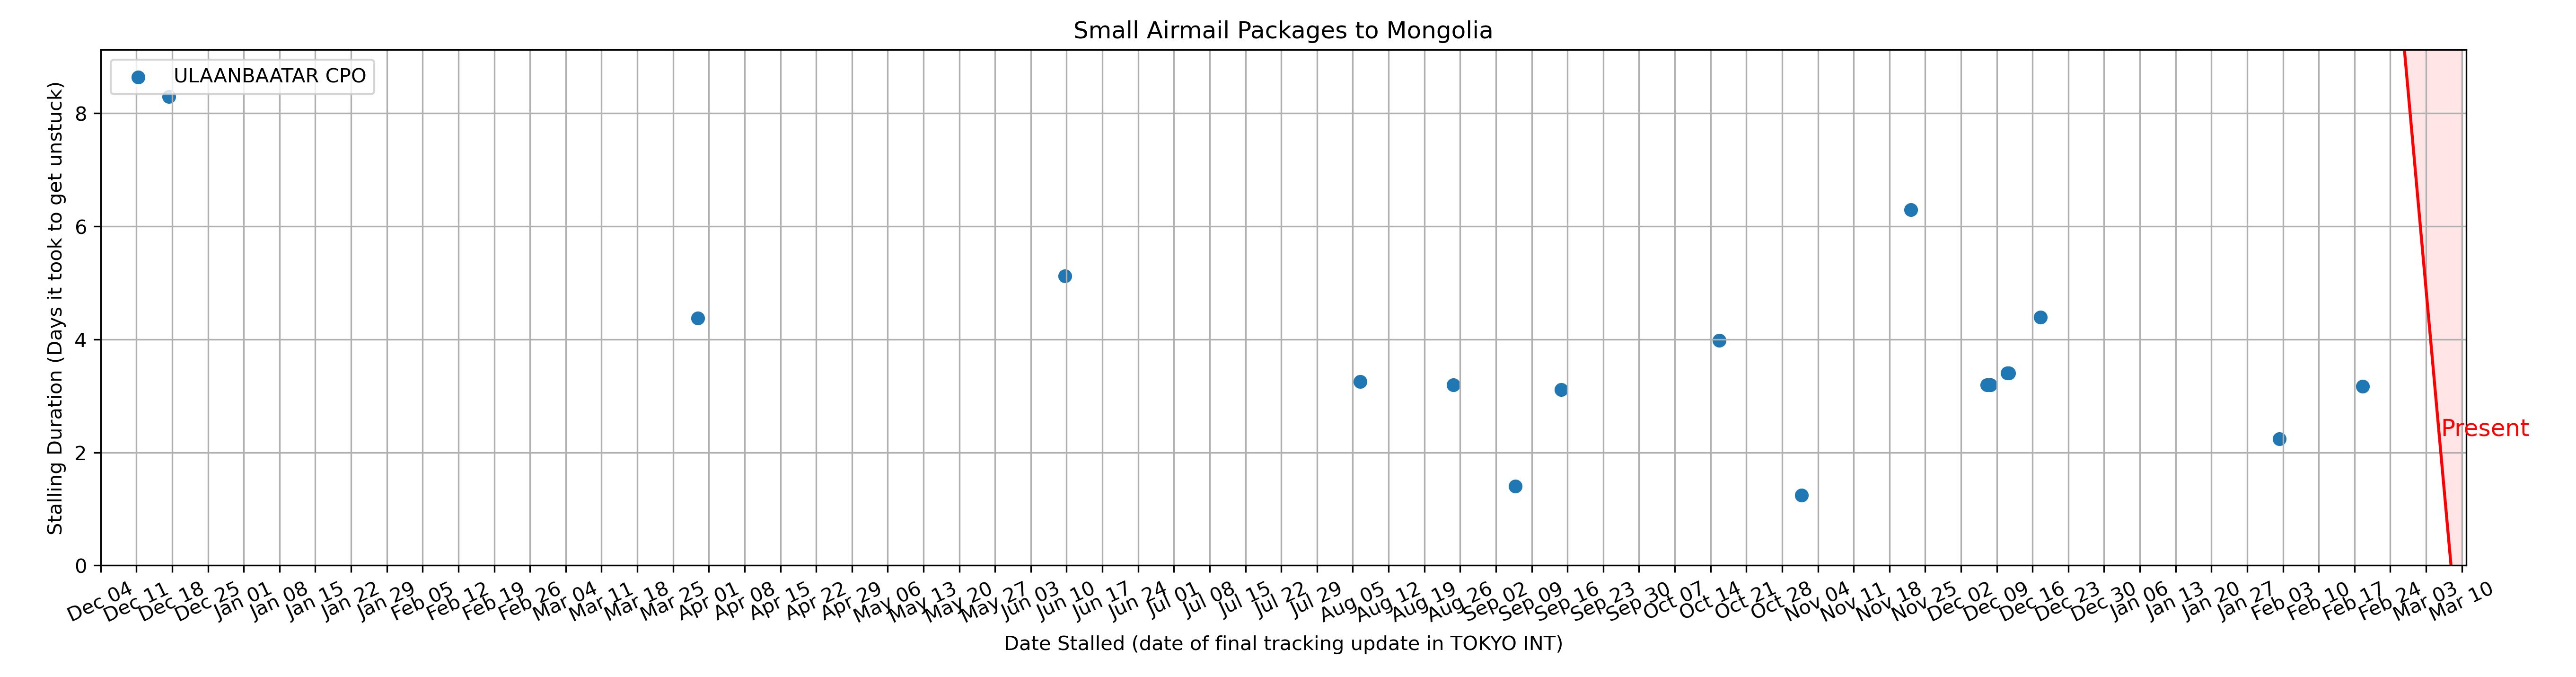 Small Airmail Packages to Mongolia
ULAANBAATAR CPO
Stalling Duration (Days it took to get unstuck)
8
6
4
2
0
Present
Dec 04
Dec 11
Dec 18
Dec 25
Jan 01
Jan 08
Jan 15
Jan 22
Jan 29
Feb 05
Feb 12
Feb 19
Feb 26
Mar 04
Mar 11
Mar 18
Mar 25
Apr 01
Apr 08
Apr 15
Apr 22
Apr 29
May 06
May 13
May 20
May 27
Jun 03
Jun 10
Jun 17
Jun 24
Jul 01
Jul 08
Jul 15
Jul 22
Jul 29
Aug 05
Aug 12
Aug 19
Aug 26
Sep 02
Sep 09
Sep 16
Sep 23
Sep 30
Oct 07
Oct 14
Oct 21
Oct 28
Nov 04
Nov 11
Nov 18
Nov 25
Dec 02
Dec 09
Dec 16
Dec 23
Dec 30
Jan 06
Jan 13
Jan 20
Jan 27
Feb 03
Feb 10
Feb 17
Feb 24
Mar 03
Mar 10
Date Stalled (date of final tracking update in TOKYO INT)